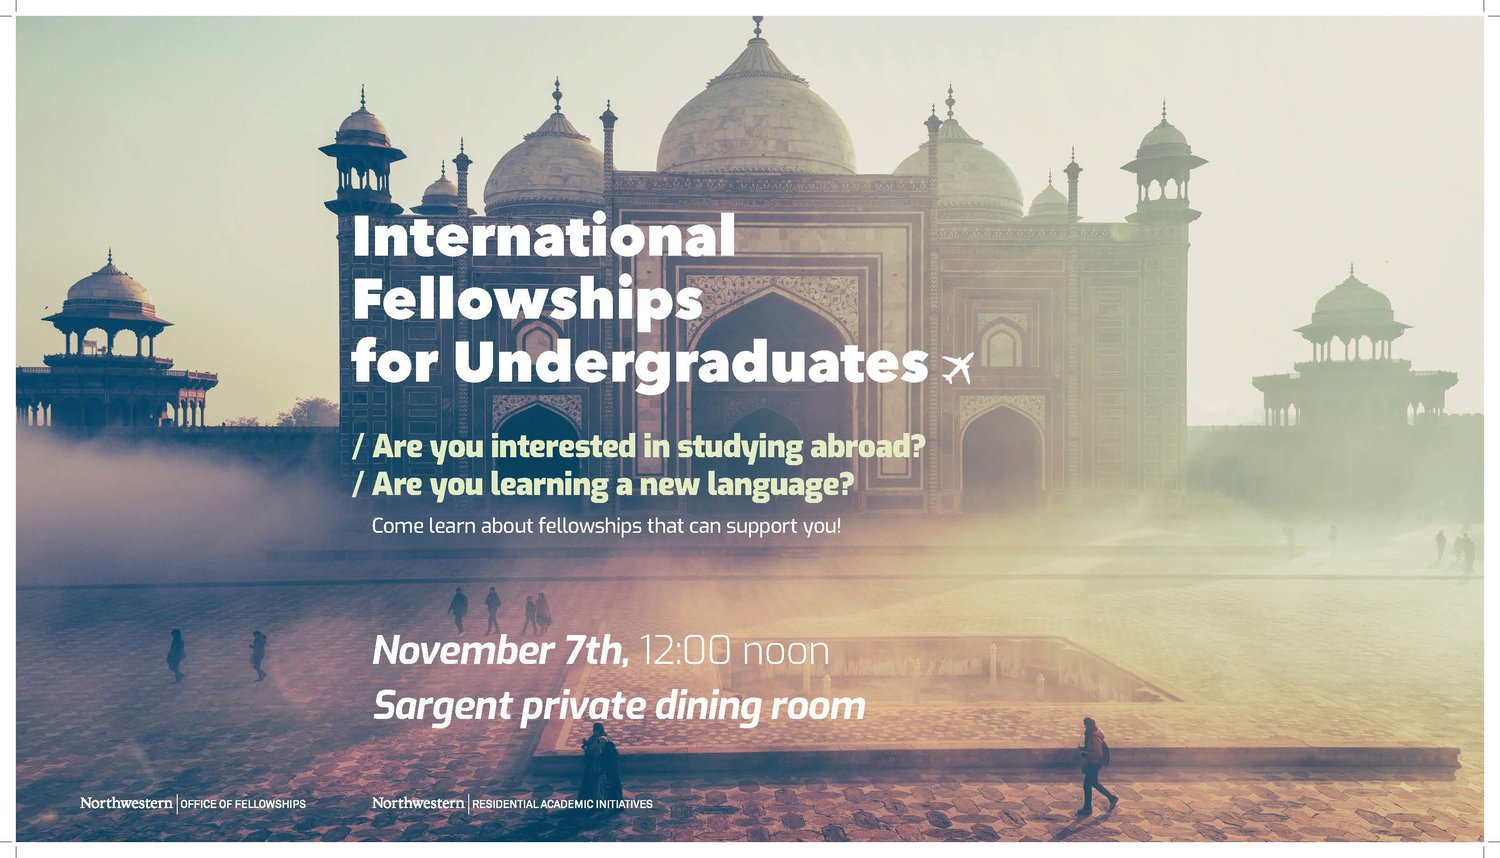 International
Fellowships
for Undergraduates
/ Are you interested in studying abroad?
/ Are you learning a new language?
Come learn about fellowships that can support you!
November 7th, 12:00 noon
Sargent private dining room
Northwestern | OFFICE OF FELLOWSHIPS
Northwestern | RESIDENTIAL ACADEMIC INITIATIVES